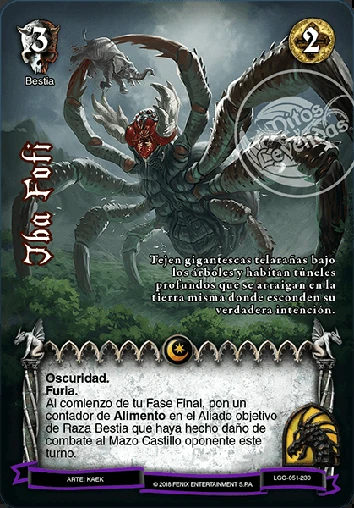 3
Bestia
2
Mitos
Leyendas
Jba Fofi
Tejen gigantescas telarañas bajo
los árboles y habitan túneles
profundos que se arraigan en la
tierra misma donde esconden su
verdadera intención.
Oscuridad.
Furia.
Al comienzo de tu Fase Final, pon un
contador de Alimento en el Aliado objetivo
de Raza Bestia que haya hecho daño de
combate al Mazo Castillo oponente este
turno.
ARTE: KAEK
© 2018 FENIX ENTERTAINMENT S.P.A